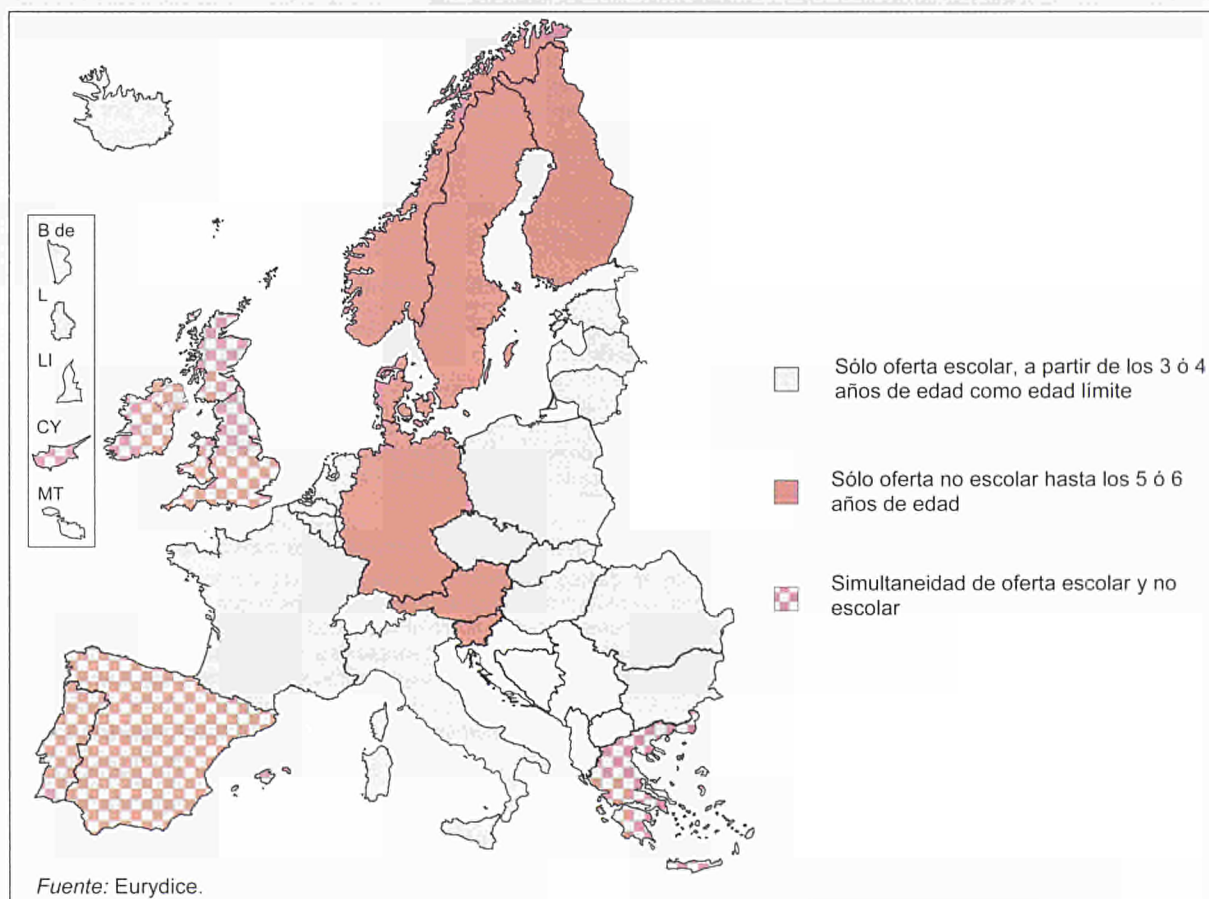 B de
L
LI
CY
MT
Sólo oferta escolar, a partir de los 3 ó 4
años de edad como edad límite
Sólo oferta no escolar hasta los 5 ó 6
años de edad
Simultaneidad de oferta escolar y no
escolar
Fuente: Eurydice.